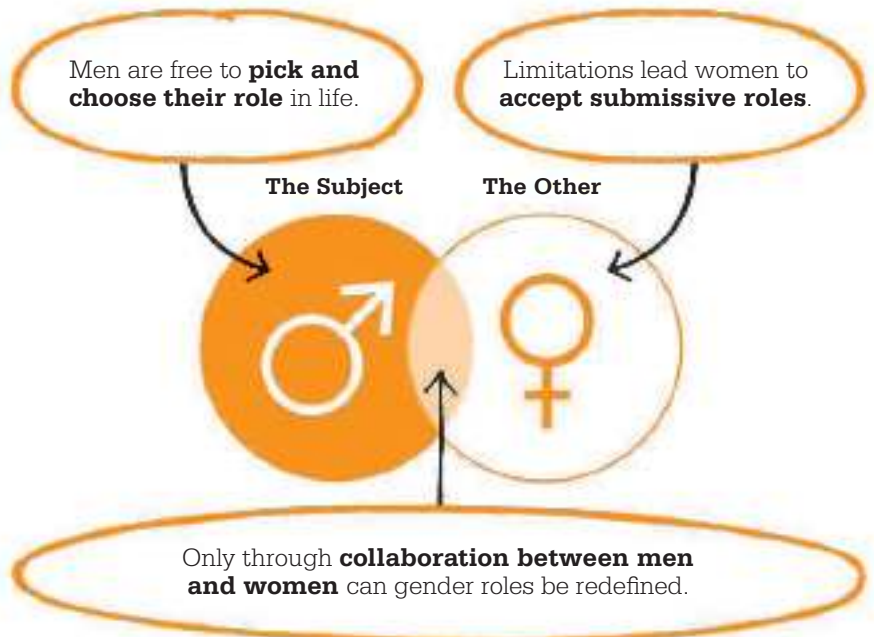 Men are free to pick and
choose their role in life.
Limitations lead women to
accept submissive roles.
The Subject
The Other
Only through collaboration between men
and women can gender roles be redefined.